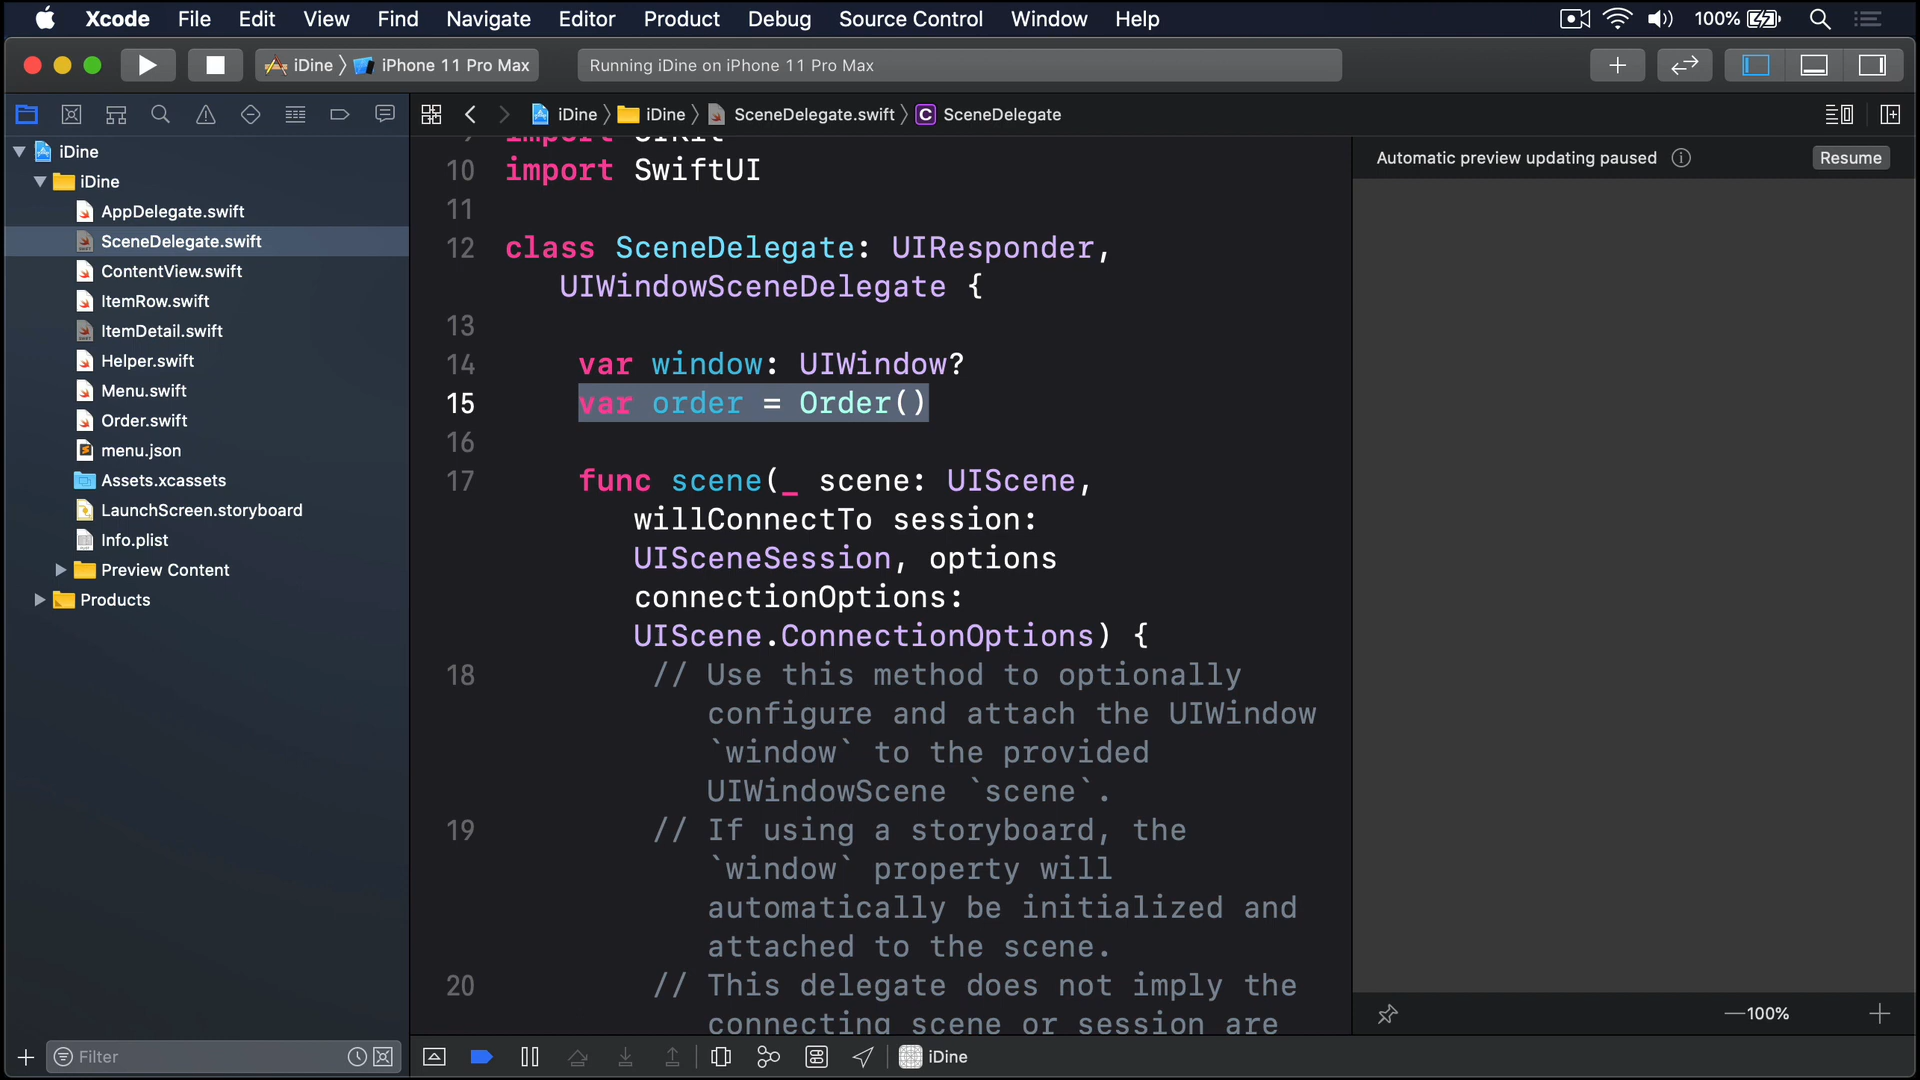 Xcode File Edit View Find Navigate Editor Product Debug Source Control Window Help 100%
iDine iPhone 11 Pro Max Running iDine on iPhone 11 Pro Max
iDine iDine SceneDelegate.swift C SceneDelegate
iDine
iDine
AppDelegate.swift
SceneDelegate.swift
ContentView.swift
ItemRow.swift
ItemDetail.swift
Helper.swift
Menu.swift
Order.swift
menu.json
Assets.xcassets
LaunchScreen.storyboard
Info.plist
Preview Content
Products
Filter
9 import UIKit
10 import SwiftUI
11
12 class SceneDelegate: UIResponder,
UIWindowSceneDelegate {
13
14 var window: UIWindow?
15 var order = Order()
16
17 func scene(_ scene: UIScene,
willConnectTo session:
UISceneSession, options
connectionOptions:
UIScene.ConnectionOptions) {
18 // Use this method to optionally
configure and attach the UIWindow
`window` to the provided
UIWindowScene `scene`.
19 // If using a storyboard, the
`window` property will
automatically be initialized and
attached to the scene.
20 // This delegate does not imply the
connecting scene or session are
Automatic preview updating paused Resume
100%
iDine